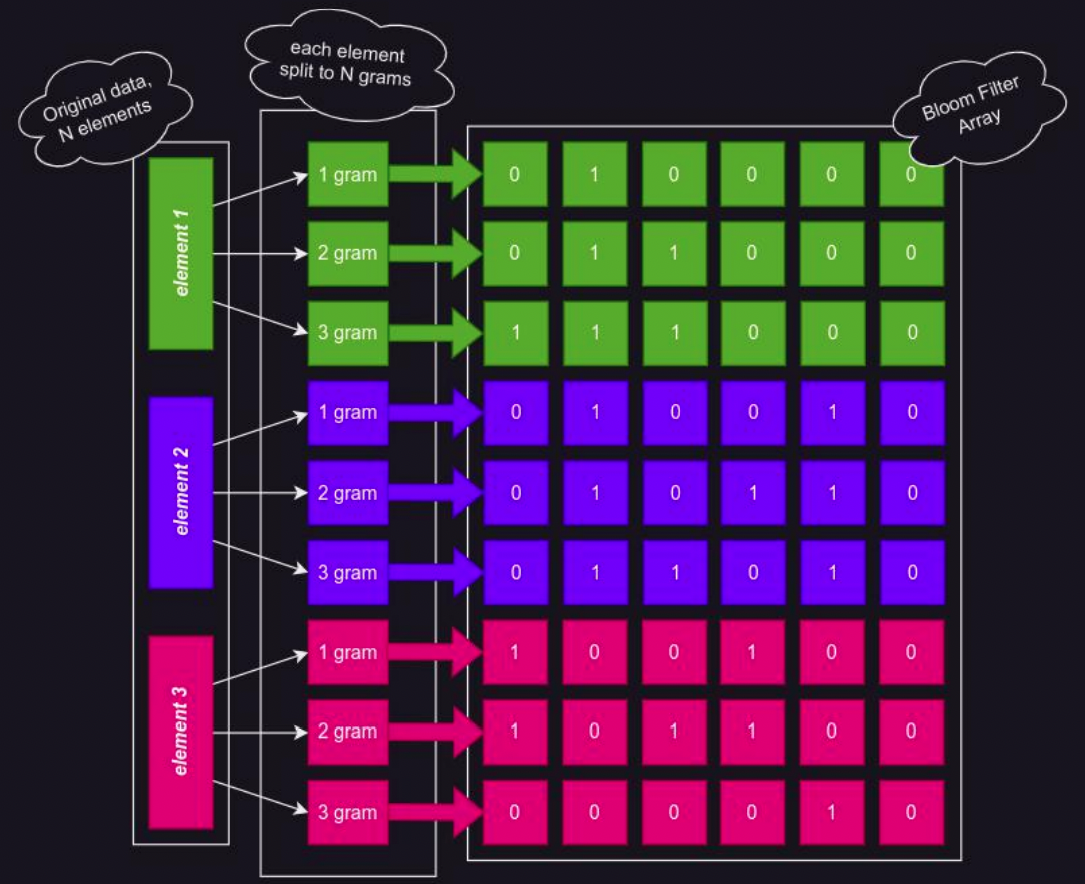 Original data,
N elements
each element
split to N grams
Bloom Filter
Array
element 1
1 gram 0 1 0 0 0 0
2 gram 0 1 1 0 0 0
3 gram 1 1 1 0 0 0
element 2
1 gram 0 1 0 0 1 0
2 gram 0 1 0 1 1 0
3 gram 0 1 1 0 1 0
element 3
1 gram 1 0 0 1 0 0
2 gram 1 0 1 1 0 0
3 gram 0 0 0 0 1 0